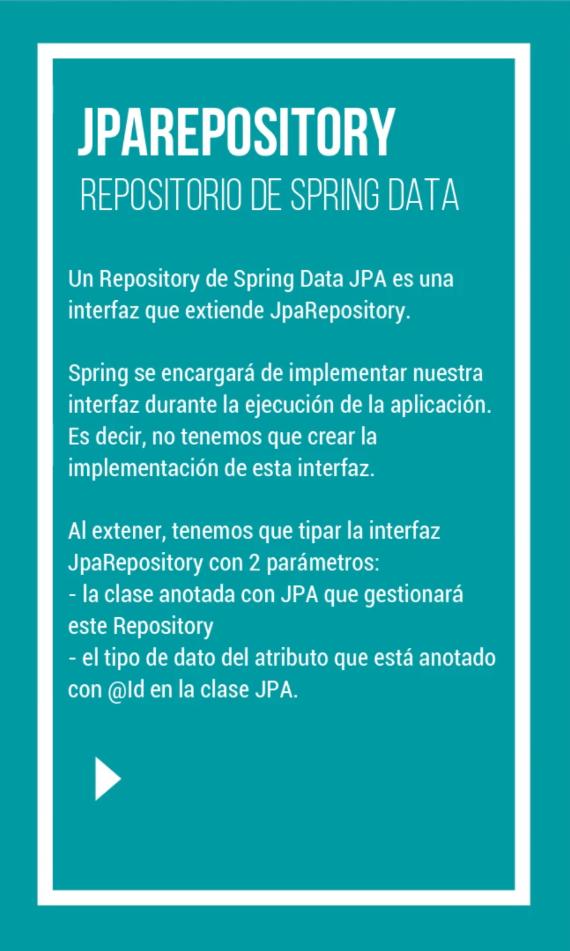 JPAREPOSITORY
REPOSITORIO DE SPRING DATA
Un Repository de Spring Data JPA es una
interfaz que extiende JpaRepository.
Spring se encargará de implementar nuestra
interfaz durante la ejecución de la aplicación.
Es decir, no tenemos que crear la
implementación de esta interfaz.
Al extener, tenemos que tipar la interfaz
JpaRepository con 2 parámetros:
- la clase anotada con JPA que gestionará
este Repository
- el tipo de dato del atributo que está anotado
con @Id en la clase JPA.